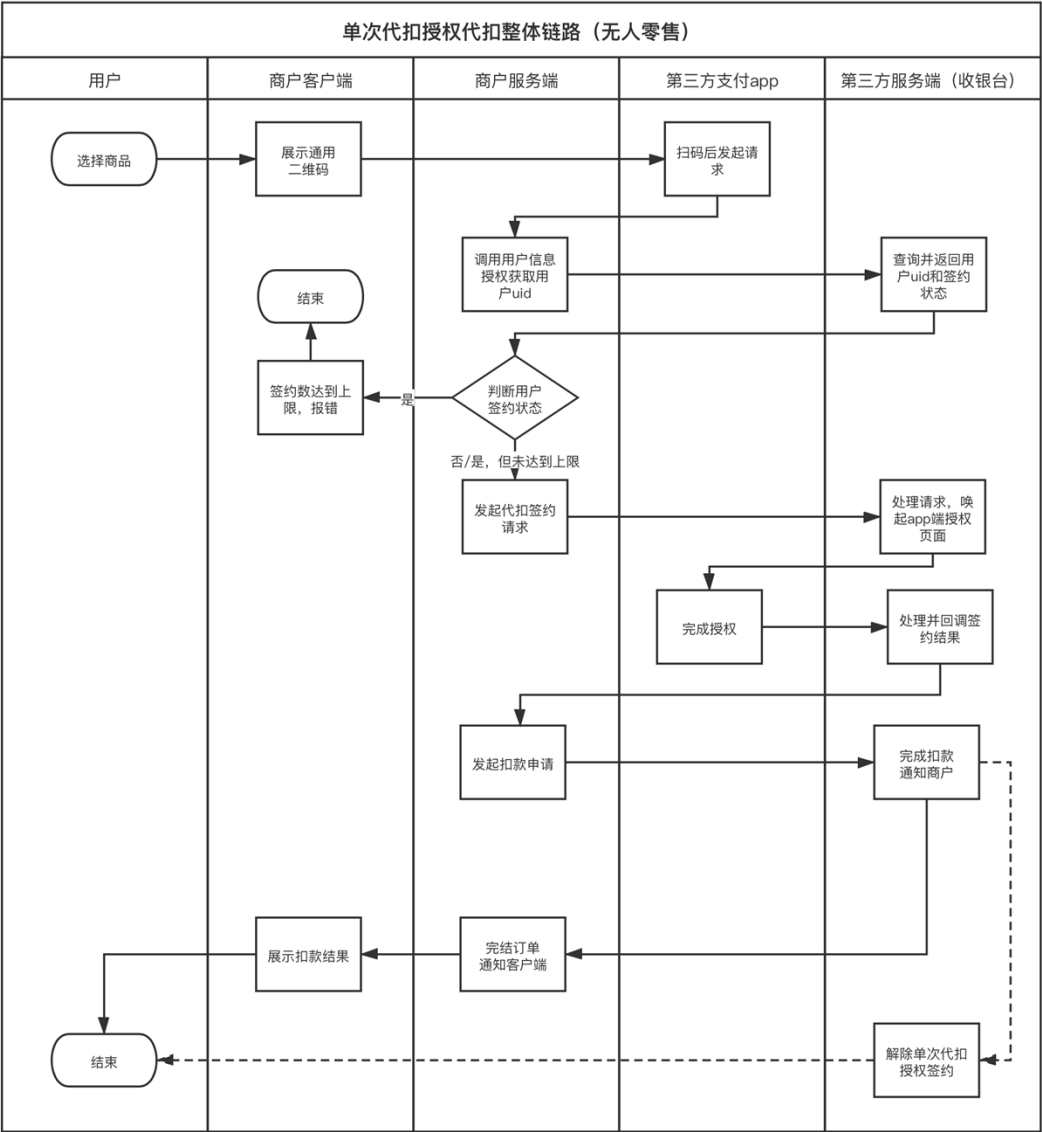 单次代扣授权代扣整体链路（无人零售）
用户
商户客户端
商户服务端
第三方支付app
第三方服务端（收银台）
选择商品
展示通用
二维码
扫码后发起请
求
调用用户信息
授权获取用
户uid
查询并返回用
户uid和签约
状态
结束
签约数达到上
限，报错
是
判断用户
签约状态
否/是，但未达到上限
发起代扣签约
请求
处理请求，唤
起app端授权
页面
完成授权
处理并回调签
约结果
发起扣款申请
完成扣款
通知商户
展示扣款结果
完结订单
通知客户端
结束
解除单次代扣
授权签约